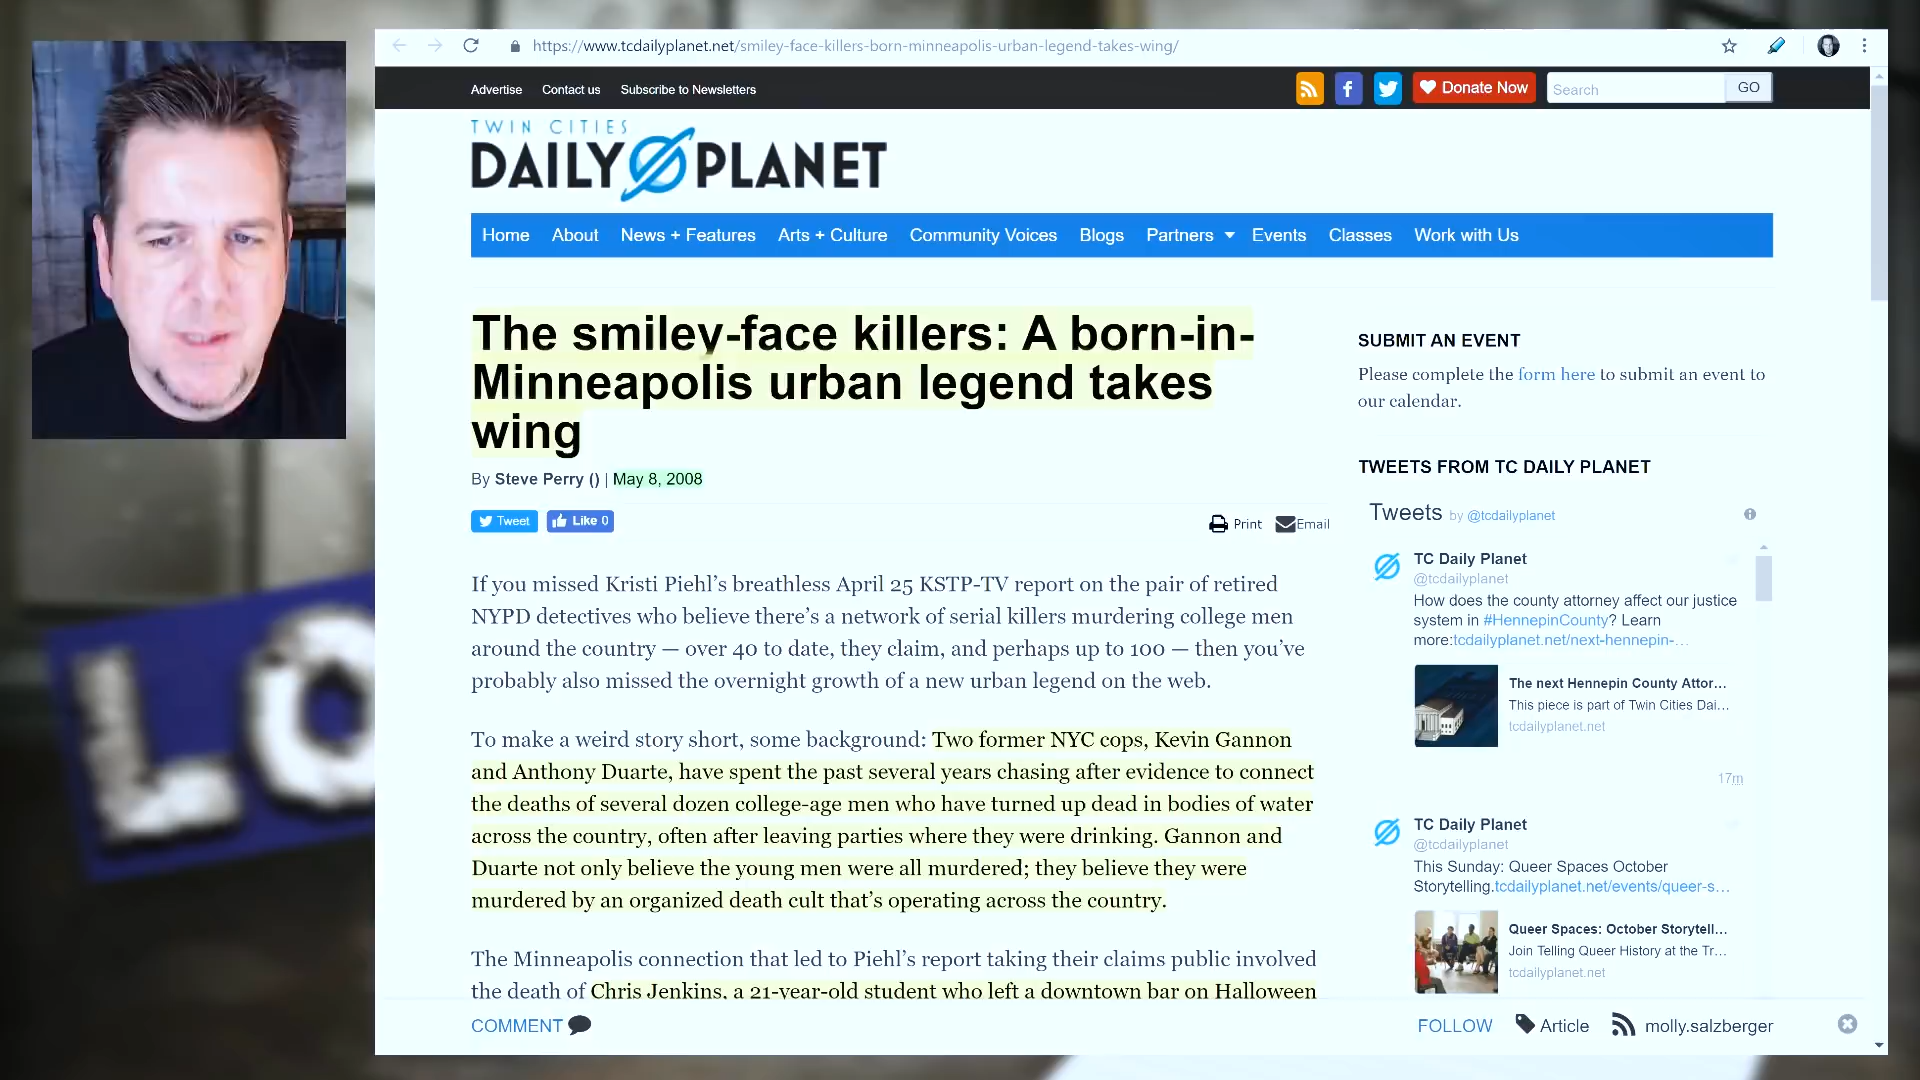 https://www.tcdailyplanet.net/smiley-face-killers-born-minneapolis-urban-legend-takes-wing/
Advertise Contact us Subscribe to Newsletters
Donate Now
Search
GO
TWIN CITIES
DAILY PLANET
Home About News + Features Arts + Culture Community Voices Blogs Partners Events Classes Work with Us
The smiley-face killers: A born-in-
Minneapolis urban legend takes
wing
By Steve Perry () | May 8, 2008
Tweet Like 0
Print Email
If you missed Kristi Piehl's breathless April 25 KSTP-TV report on the pair of retired
NYPD detectives who believe there's a network of serial killers murdering college men
around the country — over 40 to date, they claim, and perhaps up to 100 — then you've
probably also missed the overnight growth of a new urban legend on the web.
To make a weird story short, some background: Two former NYC cops, Kevin Gannon
and Anthony Duarte, have spent the past several years chasing after evidence to connect
the deaths of several dozen college-age men who have turned up dead in bodies of water
across the country, often after leaving parties where they were drinking. Gannon and
Duarte not only believe the young men were all murdered; they believe they were
murdered by an organized death cult that's operating across the country.
The Minneapolis connection that led to Piehl's report taking their claims public involved
the death of Chris Jenkins, a 21-year-old student who left a downtown bar on Halloween
SUBMIT AN EVENT
Please complete the form here to submit an event to
our calendar.
TWEETS FROM TC DAILY PLANET
Tweets by @tcdailyplanet
TC Daily Planet
@tcdailyplanet
How does the county attorney affect our justice
system in #HennepinCounty? Learn
more:tcdailyplanet.net/next-hennepin-…
The next Hennepin County Attor…
This piece is part of Twin Cities Dai…
tcdailyplanet.net
17m
TC Daily Planet
@tcdailyplanet
This Sunday: Queer Spaces October
Storytelling.tcdailyplanet.net/events/queer-s…
Queer Spaces: October Storytell…
Join Telling Queer History at the Tr…
tcdailyplanet.net
COMMENT
FOLLOW Article molly.salzberger
LO